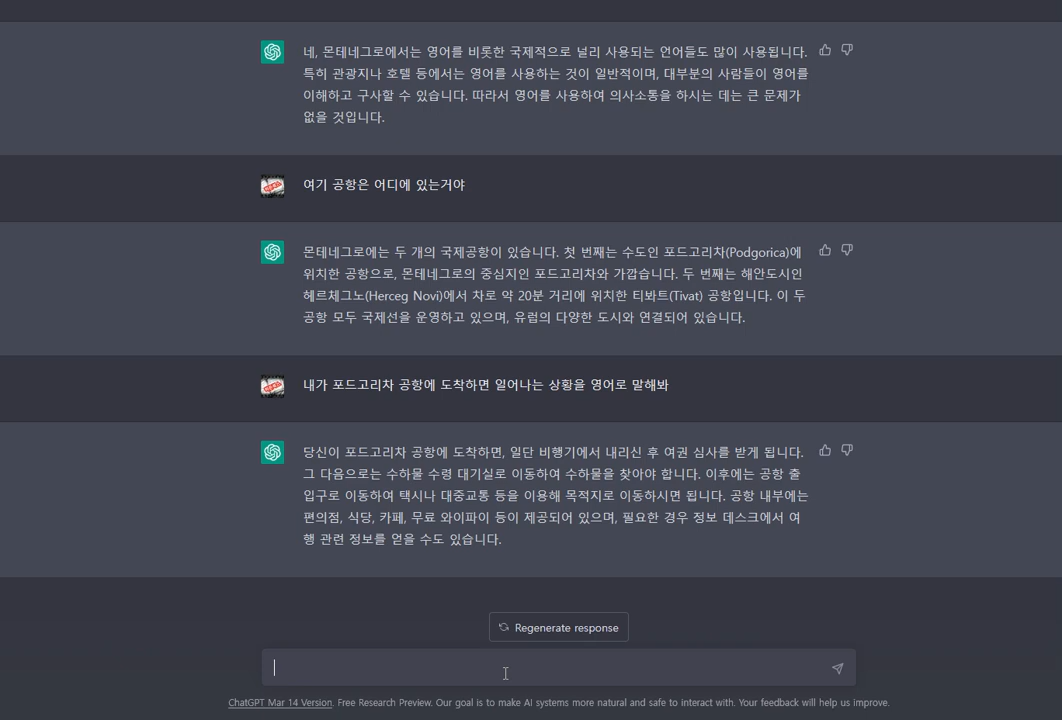 네, 몬테네그로에서는 영어를 비롯한 국제적으로 널리 사용되는 언어들도 많이 사용됩니다.
특히 관광지나 호텔 등에서는 영어를 사용하는 것이 일반적이며, 대부분의 사람들이 영어를
이해하고 구사할 수 있습니다. 따라서 영어를 사용하여 의사소통을 하시는 데는 큰 문제가
없을 것입니다.
여기 공항은 어디에 있는거야
몬테네그로에는 두 개의 국제공항이 있습니다. 첫 번째는 수도인 포드고리차(Podgorica)에
위치한 공항으로, 몬테네그로의 중심지인 포드고리차와 가깝습니다. 두 번째는 해안도시인
헤르체그노(Herceg Novi)에서 차로 약 20분 거리에 위치한 티봐트(Tivat) 공항입니다. 이 두
공항 모두 국제선을 운영하고 있으며, 유럽의 다양한 도시와 연결되어 있습니다.
내가 포드고리차 공항에 도착하면 일어나는 상황을 영어로 말해봐
당신이 포드고리차 공항에 도착하면, 일단 비행기에서 내리신 후 여권 심사를 받게 됩니다.
그 다음으로는 수하물 수령 대기실로 이동하여 수하물을 찾아야 합니다. 이후에는 공항 출
입구로 이동하여 택시나 대중교통 등을 이용해 목적지로 이동하시면 됩니다. 공항 내부에는
편의점, 식당, 카페, 무료 와이파이 등이 제공되어 있으며, 필요한 경우 정보 데스크에서 여
행 관련 정보를 얻을 수도 있습니다.
Regenerate response
ChatGPT Mar 14 Version. Free Research Preview. Our goal is to make AI systems more natural and safe to interact with. Your feedback will help us improve.